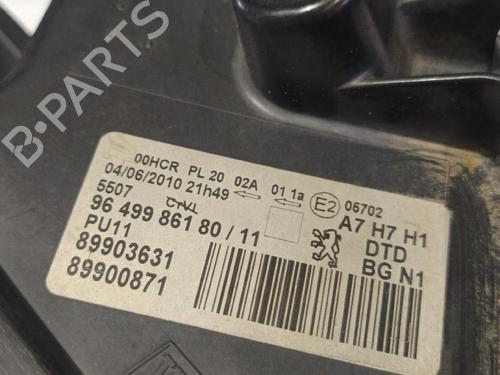 00HCR PL 20 02A 01 1a E2 05702
04/06/2010 21h49
5507 A7 H7 H1
96 499 861 80 / 11 DTD
PU11 BG N1
89903631
89900871
B-PARTS